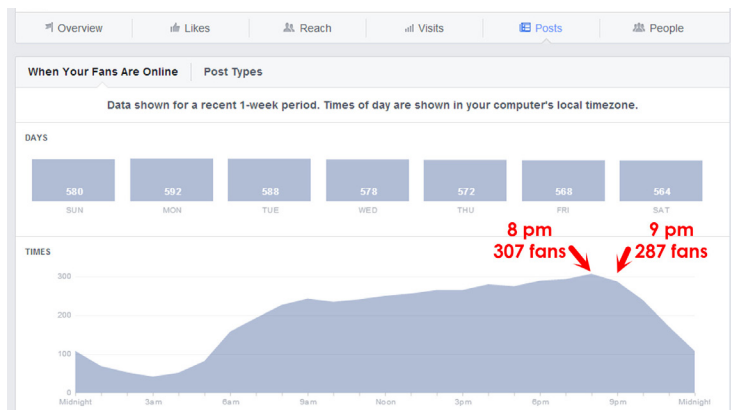 Overview Likes Reach Visits Posts People
When Your Fans Are Online Post Types
Data shown for a recent 1-week period. Times of day are shown in your computer's local timezone.
DAYS
580 592 588 578 572 568 564
SUN MON TUE WED THU FRI SAT
8 pm 9 pm
307 fans 287 fans
TIMES
300
200
100
0
Midnight 3am 6am 9am Noon 3pm 6pm 9pm Midnight